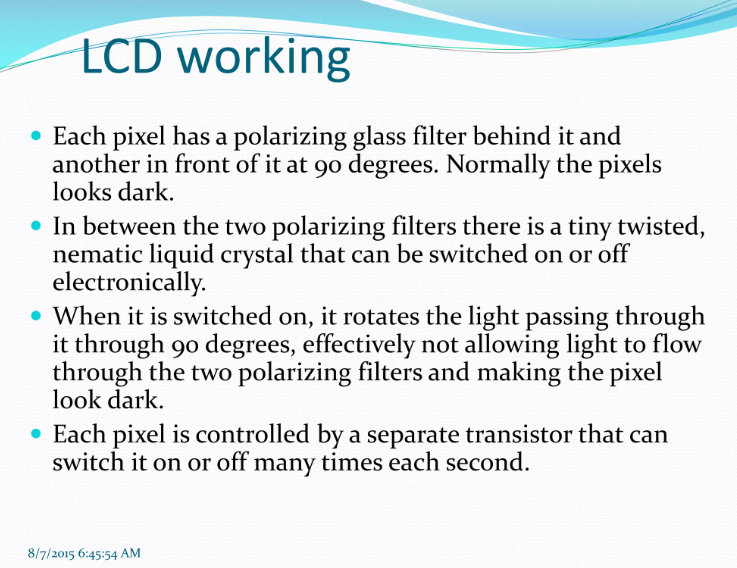 LCD working
• Each pixel has a polarizing glass filter behind it and
another in front of it at 90 degrees. Normally the pixels
looks dark.
• In between the two polarizing filters there is a tiny twisted,
nematic liquid crystal that can be switched on or off
electronically.
• When it is switched on, it rotates the light passing through
it through 90 degrees, effectively not allowing light to flow
through the two polarizing filters and making the pixel
look dark.
• Each pixel is controlled by a separate transistor that can
switch it on or off many times each second.
8/7/2015 6:45:54 AM